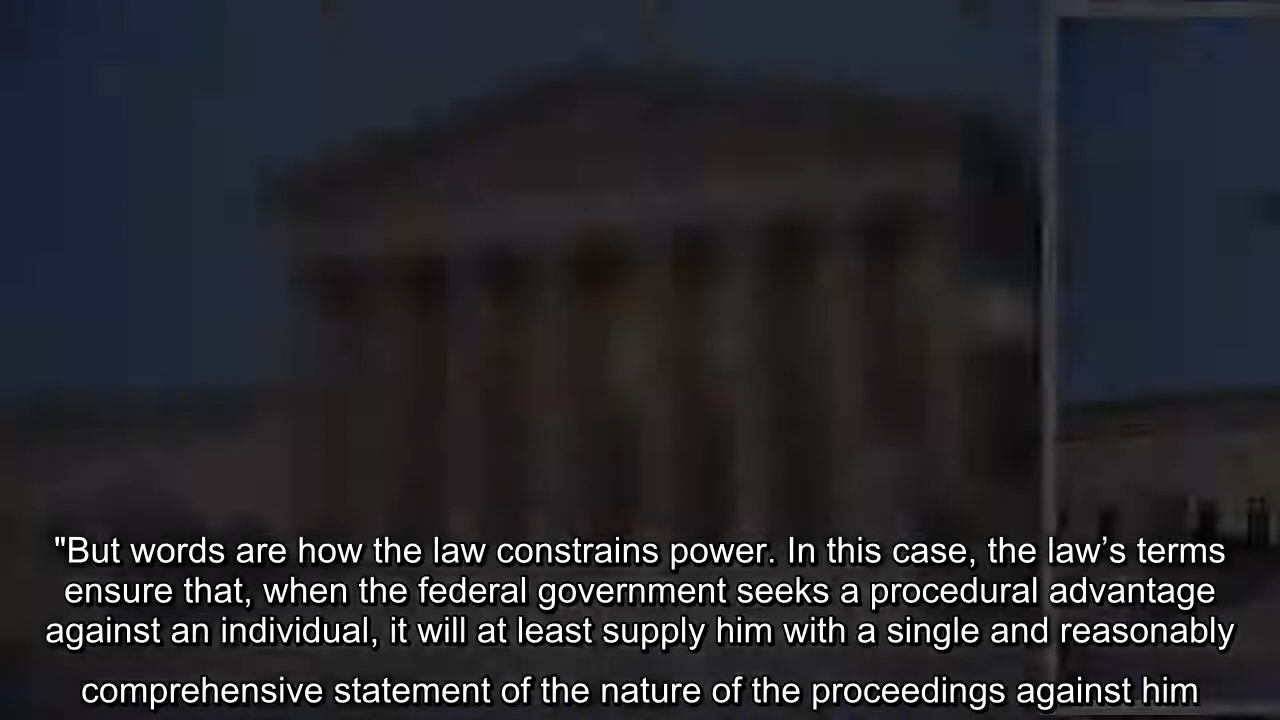 "But words are how the law constrains power. In this case, the law’s terms
ensure that, when the federal government seeks a procedural advantage
against an individual, it will at least supply him with a single and reasonably
comprehensive statement of the nature of the proceedings against him